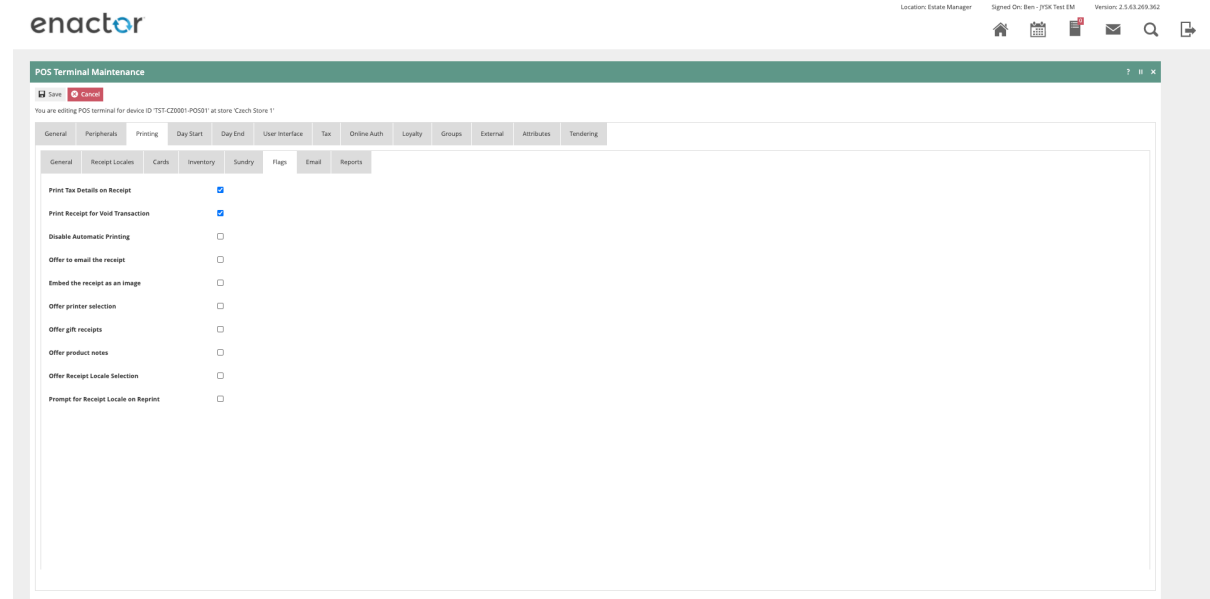 Location: Estate Manager Signed On: Ben - JYSK Test EM Version: 2.5.63.269.362
enactor
0
POS Terminal Maintenance
Save Cancel
You are editing POS terminal for device ID 'TST-CZ0001-POS01' at store 'Czech Store 1'
General Peripherals Printing Day Start Day End User Interface Tax Online Auth Loyalty Groups External Attributes Tendering
General Receipt Locales Cards Inventory Sundry Flags Email Reports
Print Tax Details on Receipt
Print Receipt for Void Transaction
Disable Automatic Printing
Offer to email the receipt
Embed the receipt as an image
Offer printer selection
Offer gift receipts
Offer product notes
Offer Receipt Locale Selection
Prompt for Receipt Locale on Reprint